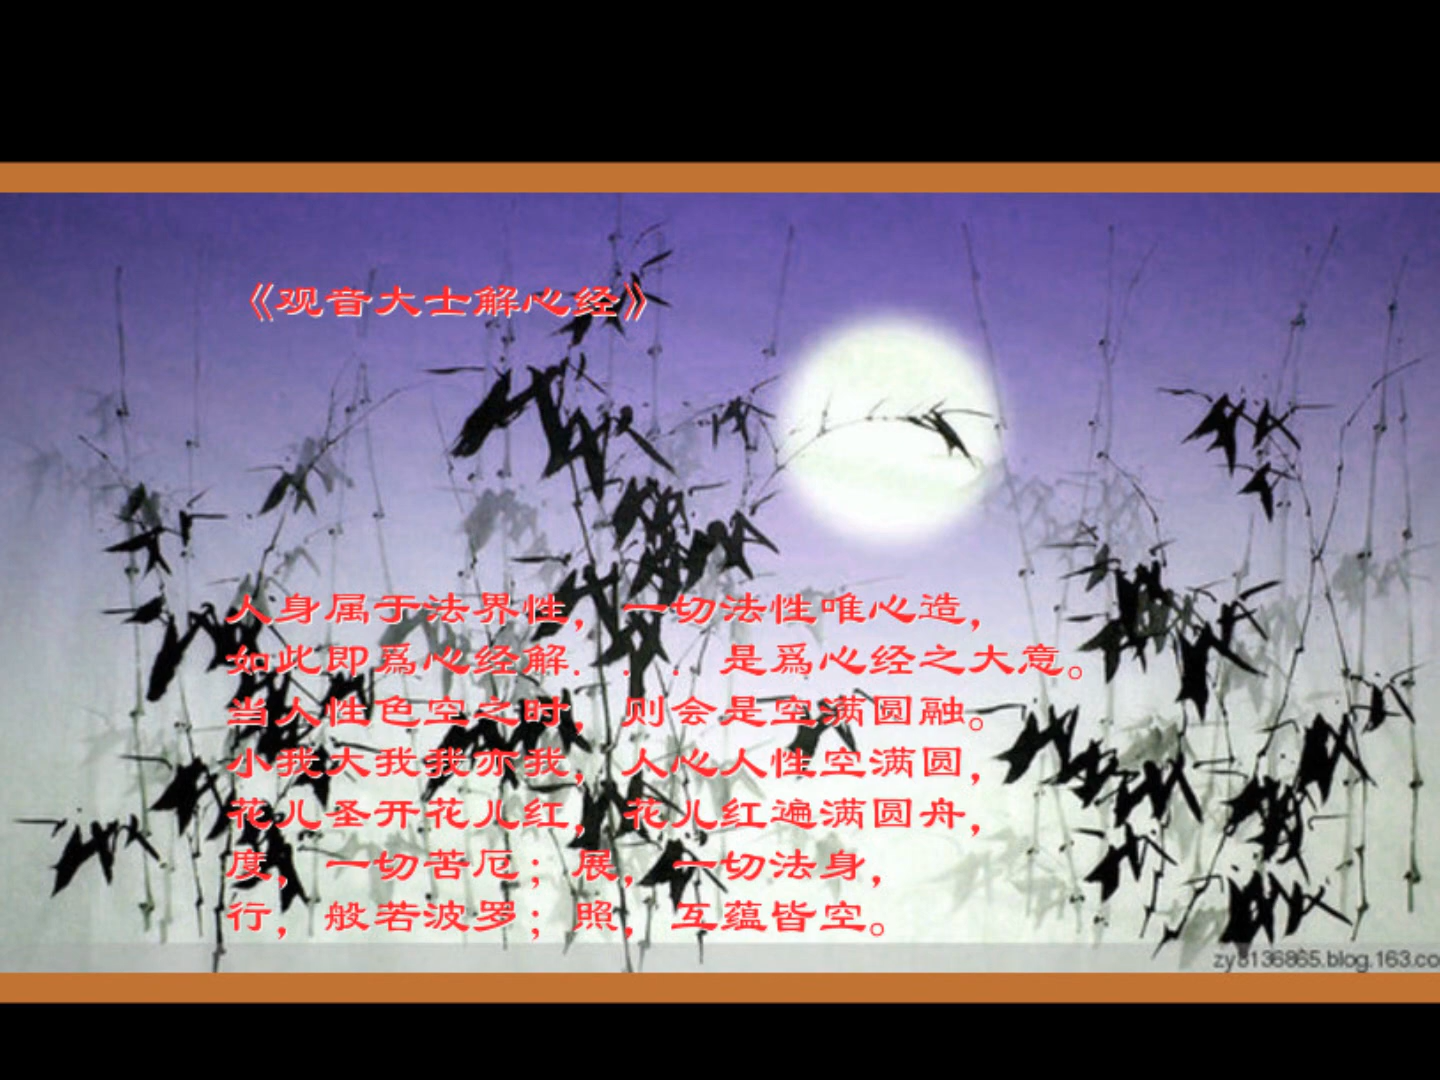 《观音大士解心经》
人身属于法界性，一切法性唯心造，
如此即爲心经解. . . 是爲心经之大意。
当人性色空之时，则会是空满圆融。
小我大我我亦我，人心人性空满圆，
花儿圣开花儿红，花儿红遍满圆舟，
度，一切苦厄；展，一切法身，
行，般若波罗；照，互蕴皆空。
zy8136865.blog.163.co